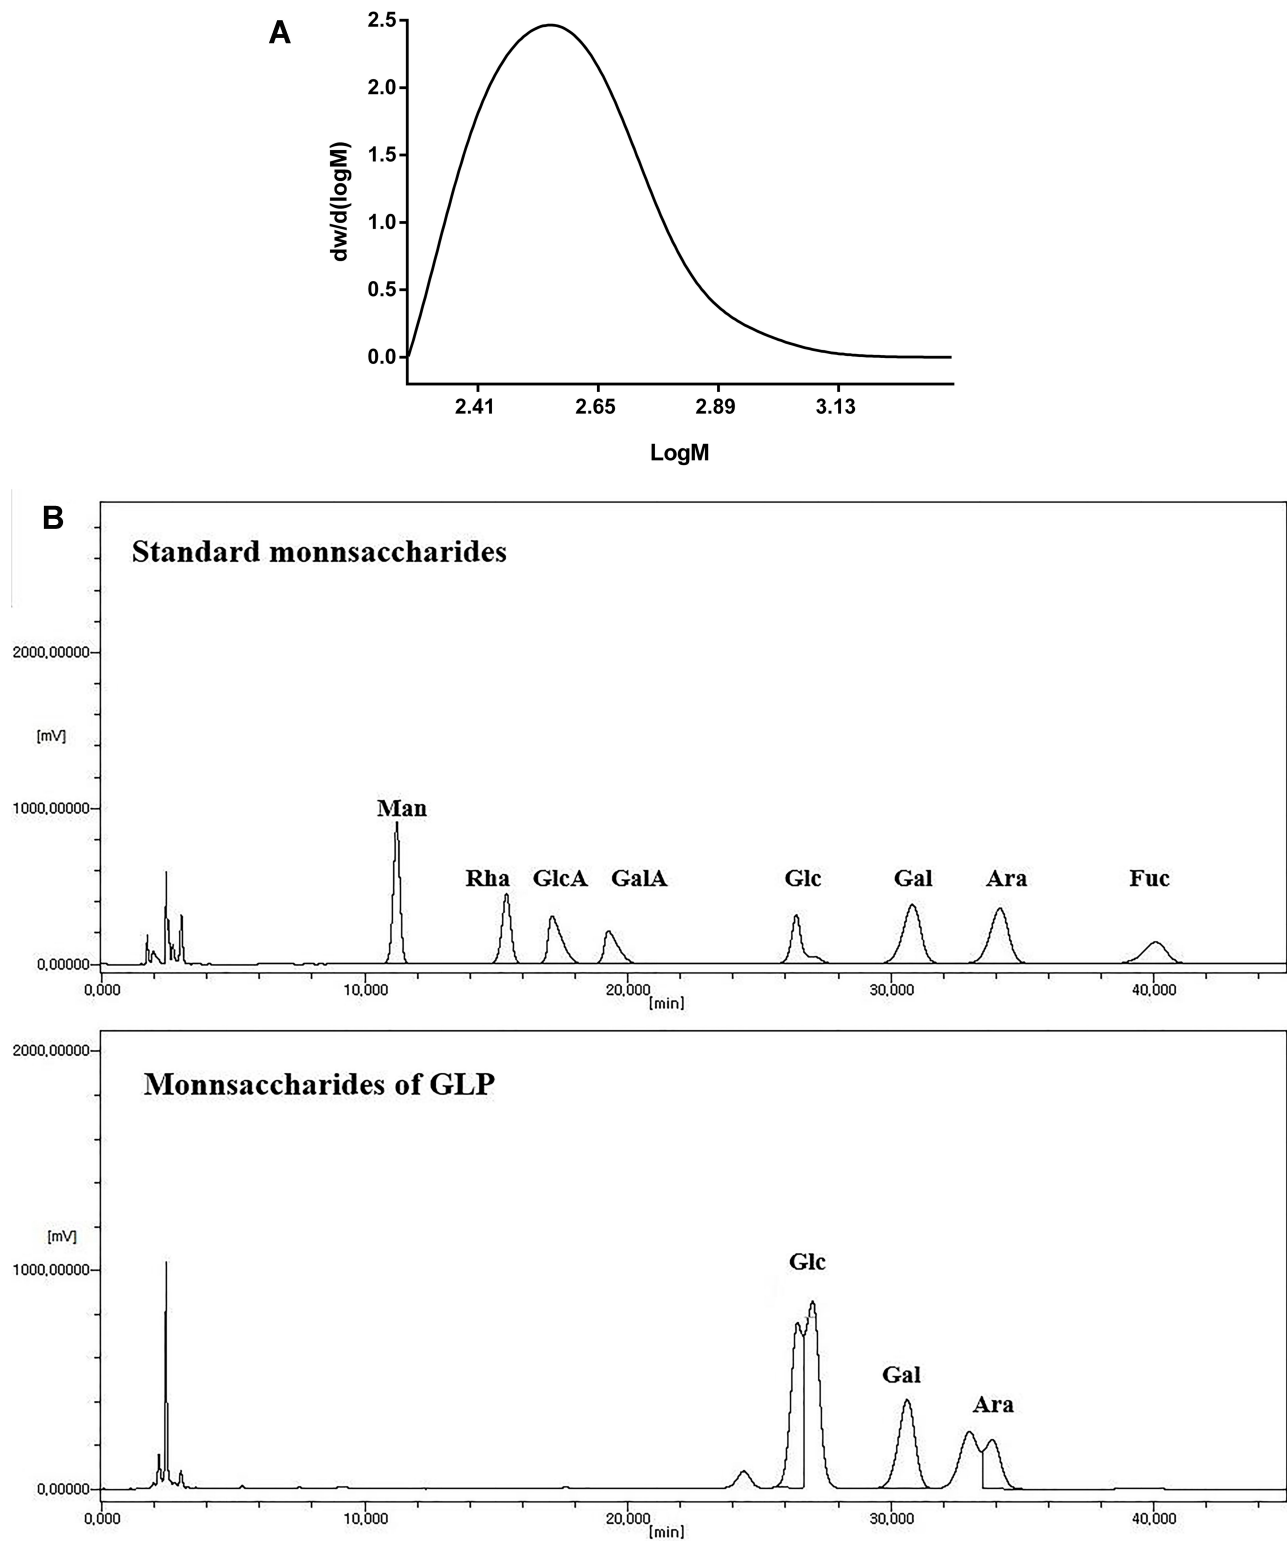 A
2.5
2.0
1.5
1.0
0.5
0.0
dw/d(logM)
2.41 2.65 2.89 3.13
LogM
B
Standard monnsaccharides
2000,00000
[mV]
1000,00000
0,00000
Man
Rha GlcA GalA Glc Gal Ara Fuc
0,000 10,000 20,000 30,000 40,000
[min]
Monnsaccharides of GLP
2000,00000
[mV]
1000,00000
0,00000
Glc
Gal
Ara
0,000 10,000 20,000 30,000 40,000
[min]